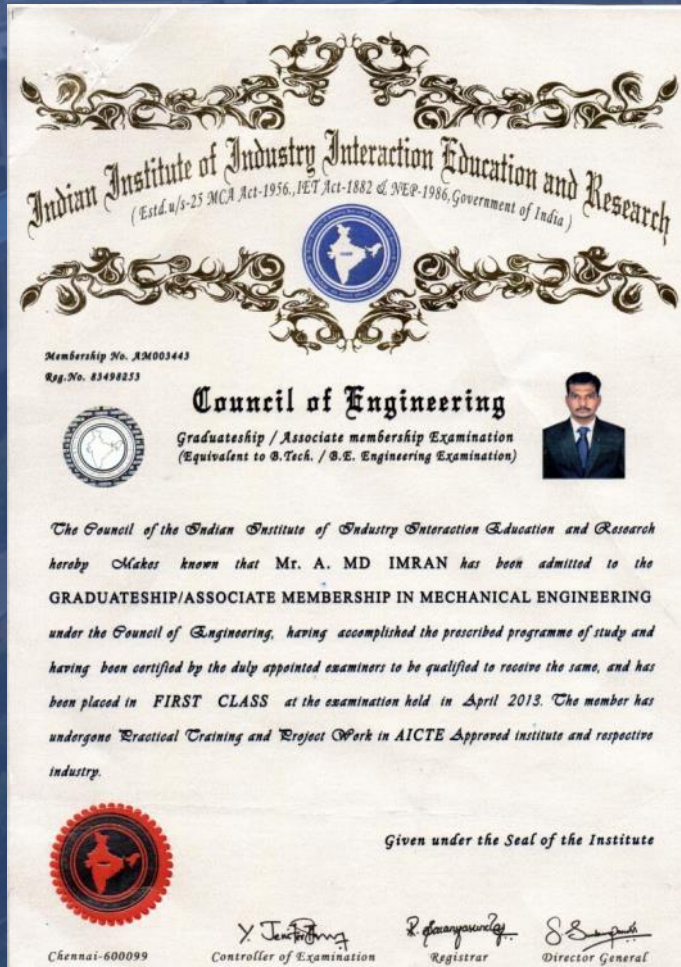 Indian Institute of Industry Interaction Education and Research
( Estd.u/s-25 MCA Act-1956.,IET Act-1882 & NEP-1986,Government of India )
Membership No. AM003443
Reg.No. 83498253
Council of Engineering
Graduateship / Associate membership Examination
(Equivalent to B.Tech. / B.E. Engineering Examination)
The Council of the Indian Institute of Industry Interaction Education and Research
hereby Makes known that Mr. A. MD IMRAN has been admitted to the
GRADUATESHIP/ASSOCIATE MEMBERSHIP IN MECHANICAL ENGINEERING
under the Council of Engineering, having accomplished the prescribed programme of study and
having been certified by the duly appointed examiners to be qualified to receive the same, and has
been placed in FIRST CLASS at the examination held in April 2013. The member has
undergone Practical Training and Project Work in AICTE Approved institute and respective
industry.
Given under the Seal of the Institute
Chennai-600099
Controller of Examination
Registrar
Director General